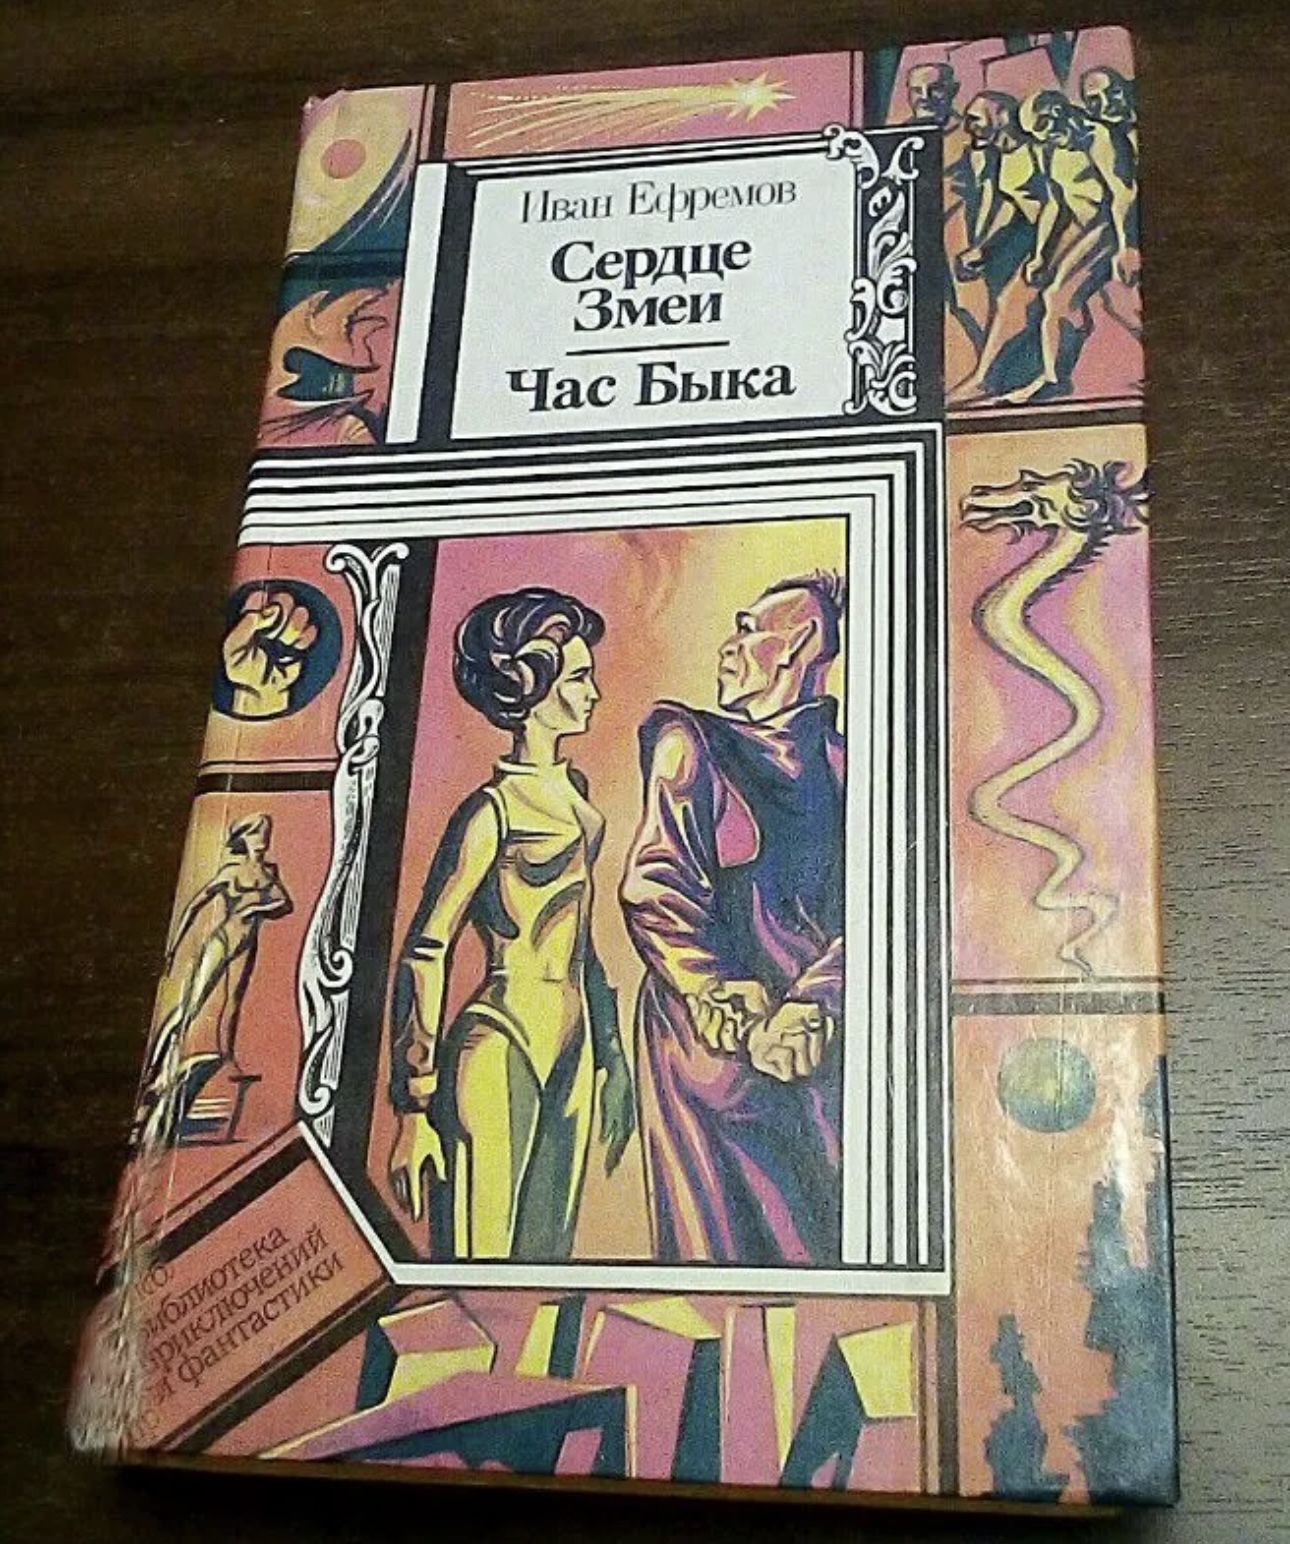 Иван Ефремов
Сердце
Змеи
Час Быка
Библиотека
приключений
и фантастики